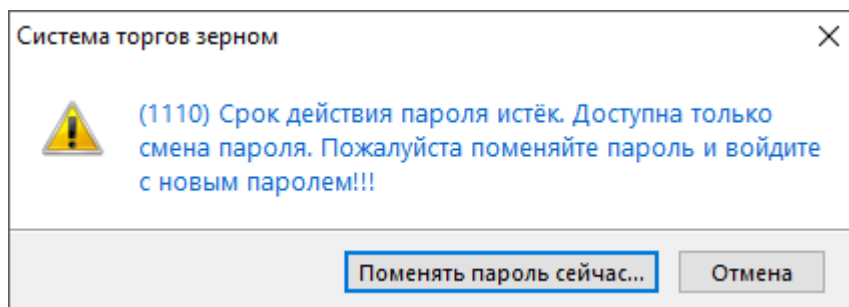 Система торгов зерном
(1110) Срок действия пароля истёк. Доступна только
смена пароля. Пожалуйста поменяйте пароль и войдите
с новым паролем!!!
Поменять пароль сейчас... Отмена